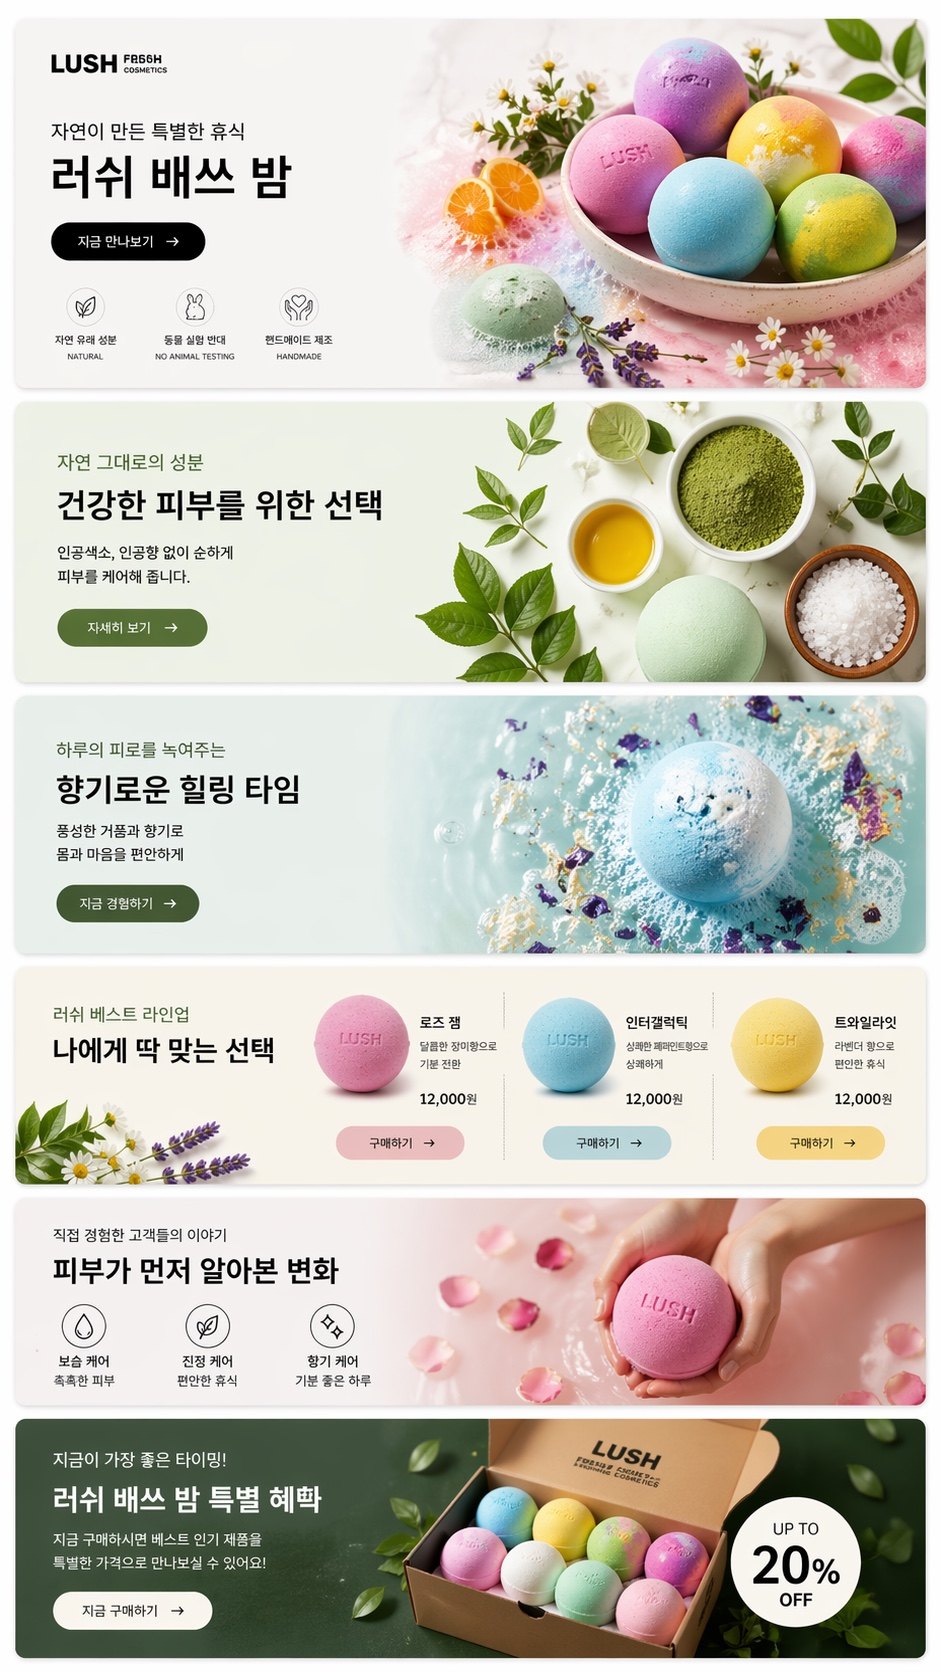 LUSH
COSMETICS
자연이 만든 특별한 휴식
러쉬 배쓰 밤
지금 만나보기 →
자연 유래 성분
NATURAL
동물 실험 반대
NO ANIMAL TESTING
핸드메이트 제조
HANDMADE
LUSH
자연 그대로의 성분
건강한 피부를 위한 선택
인공색소, 인공향 없이 순하게
피부를 케어해 줍니다.
자세히 보기 →
하루의 피로를 녹여주는
향기로운 힐링 타임
풍성한 거품과 향기로
몸과 마음을 편안하게
지금 경험하기 →
러쉬 베스트 라인업
나에게 딱 맞는 선택
LUSH
로즈 잼
달콤한 장미향으로
기분 전환
12,000원
구매하기 →
LUSH
인터갤럭틱
상쾌한
상쾌하게
12,000원
구매하기 →
LUSH
트와일라잇
라벤더 향으로
편안한 휴식
12,000원
구매하기 →
직접 경험한 고객들의 이야기
피부가 먼저 알아본 변화
보습 케어
촉촉한 피부
진정 케어
편안한 휴식
향기 케어
기분 좋은 하루
LUSH
지금이 가장 좋은 타이밍!
러쉬 배쓰 밤 특별
지금 구매하시면 베스트 인기 제품을
특별한 가격으로 만나보실 수 있어요!
지금 구매하기 →
LUSH
COSMETICS
UP TO
20%
OFF